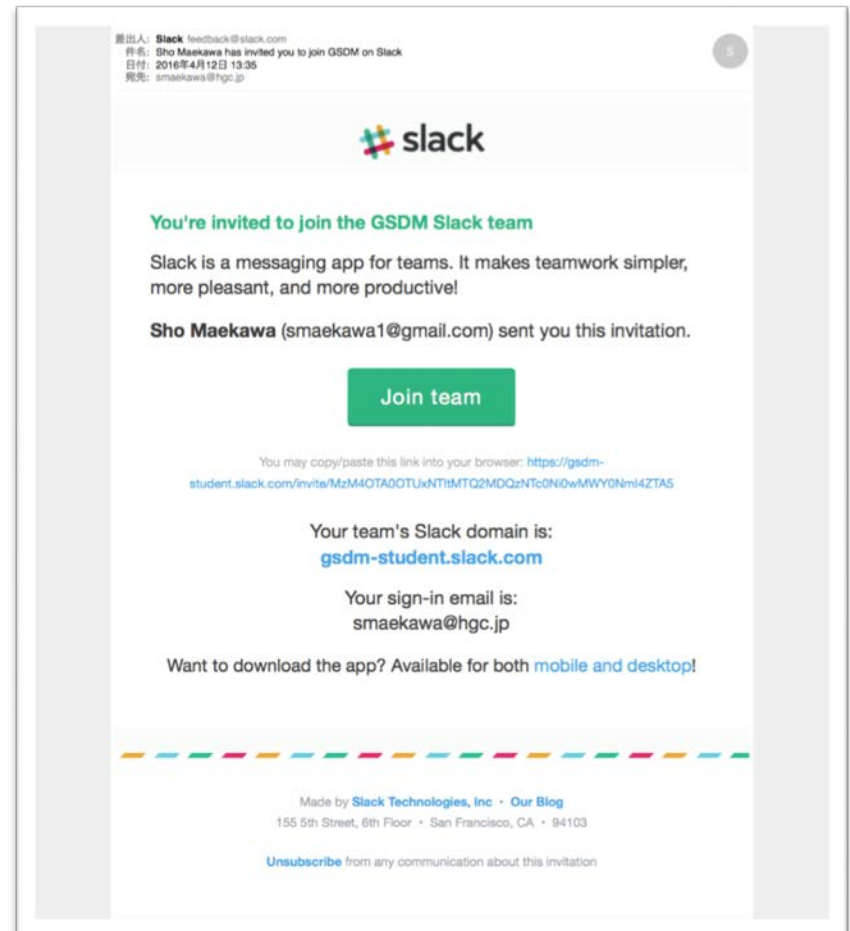 差出人: Slack feedback@slack.com
件名: Sho Maekawa has invited you to join GSDM on Slack
日付: 2016年4月12日 13:35
宛先: smaekawa@hgc.jp
S
slack
You're invited to join the GSDM Slack team
Slack is a messaging app for teams. It makes teamwork simpler,
more pleasant, and more productive!
Sho Maekawa (smaekawa1@gmail.com) sent you this invitation.
Join team
You may copy/paste this link into your browser: https://gsdm-
student.slack.com/invite/MzM4OTA0OTUxNTItMTQ2MDQzNTc0Ni0wMWY0NmI4ZTA5
Your team's Slack domain is:
gsdm-student.slack.com
Your sign-in email is:
smaekawa@hgc.jp
Want to download the app? Available for both mobile and desktop!
Made by Slack Technologies, Inc • Our Blog
155 5th Street, 6th Floor • San Francisco, CA • 94103
Unsubscribe from any communication about this invitation